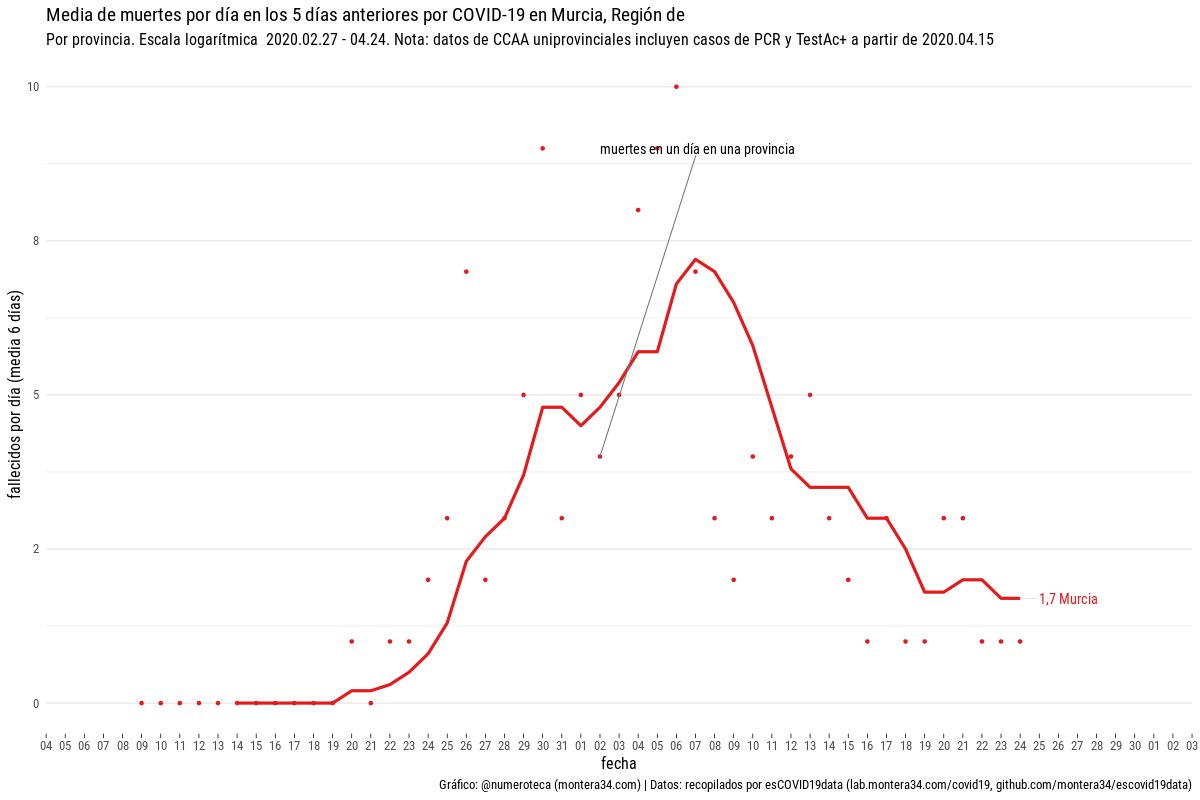 Media de muertes por día en los 5 días anteriores por COVID-19 en Murcia, Región de
Por provincia. Escala logarítmica  2020.02.27 - 04.24. Nota: datos de CCAA uniprovinciales incluyen casos de PCR y TestAc+ a partir de 2020.04.15
10
muertes en un día en una provincia
8
fallecidos por día (media 6 días)
5
2
1,7 Murcia
0
04 05 06 07 08 09 10 11 12 13 14 15 16 17 18 19 20 21 22 23 24 25 26 27 28 29 30 31 01 02 03 04 05 06 07 08 09 10 11 12 13 14 15 16 17 18 19 20 21 22 23 24 25 26 27 28 29 30 01 02 03
fecha
Gráfico: @numeroteca (montera34.com) | Datos: recopilados por esCOVID19data (lab.montera34.com/covid19, github.com/montera34/escovid19data)